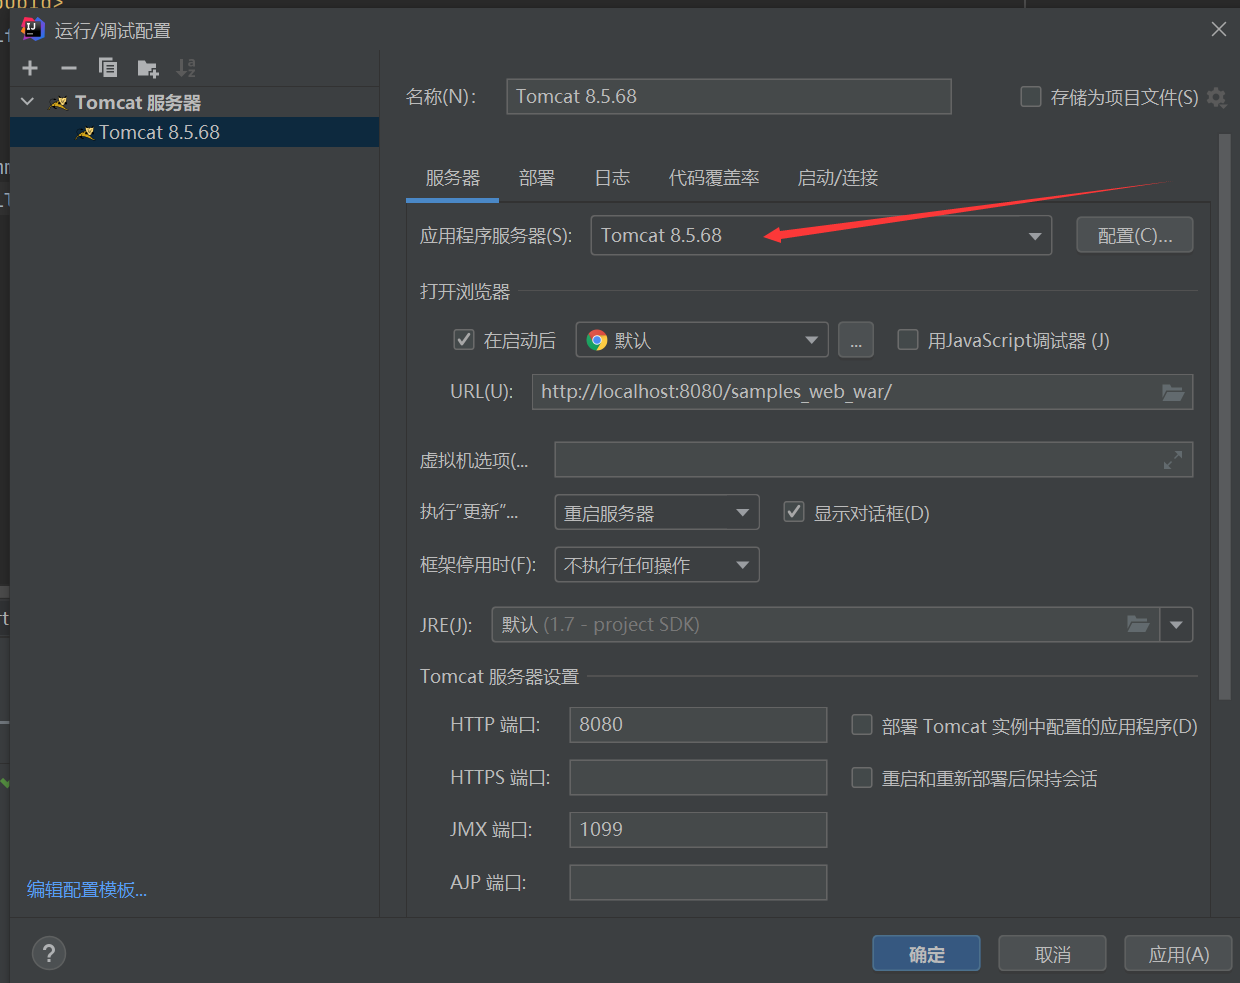 运行/调试配置
Tomcat 服务器
Tomcat 8.5.68
名称(N):
Tomcat 8.5.68
存储为项目文件(S)
服务器
部署
日志
代码覆盖率
启动/连接
应用程序服务器(S):
Tomcat 8.5.68
配置(C)...
打开浏览器
在启动后
默认
...
用JavaScript调试器 (J)
URL(U):
http://localhost:8080/samples_web_war/
虚拟机选项(...
执行“更新”...
重启服务器
显示对话框(D)
框架停用时(F):
不执行任何操作
JRE(J):
默认 (1.7 - project SDK)
Tomcat 服务器设置
HTTP 端口:
8080
部署 Tomcat 实例中配置的应用程序(D)
HTTPS 端口:
重启和重新部署后保持会话
JMX 端口:
1099
AJP 端口:
编辑配置模板...
?
确定
取消
应用(A)